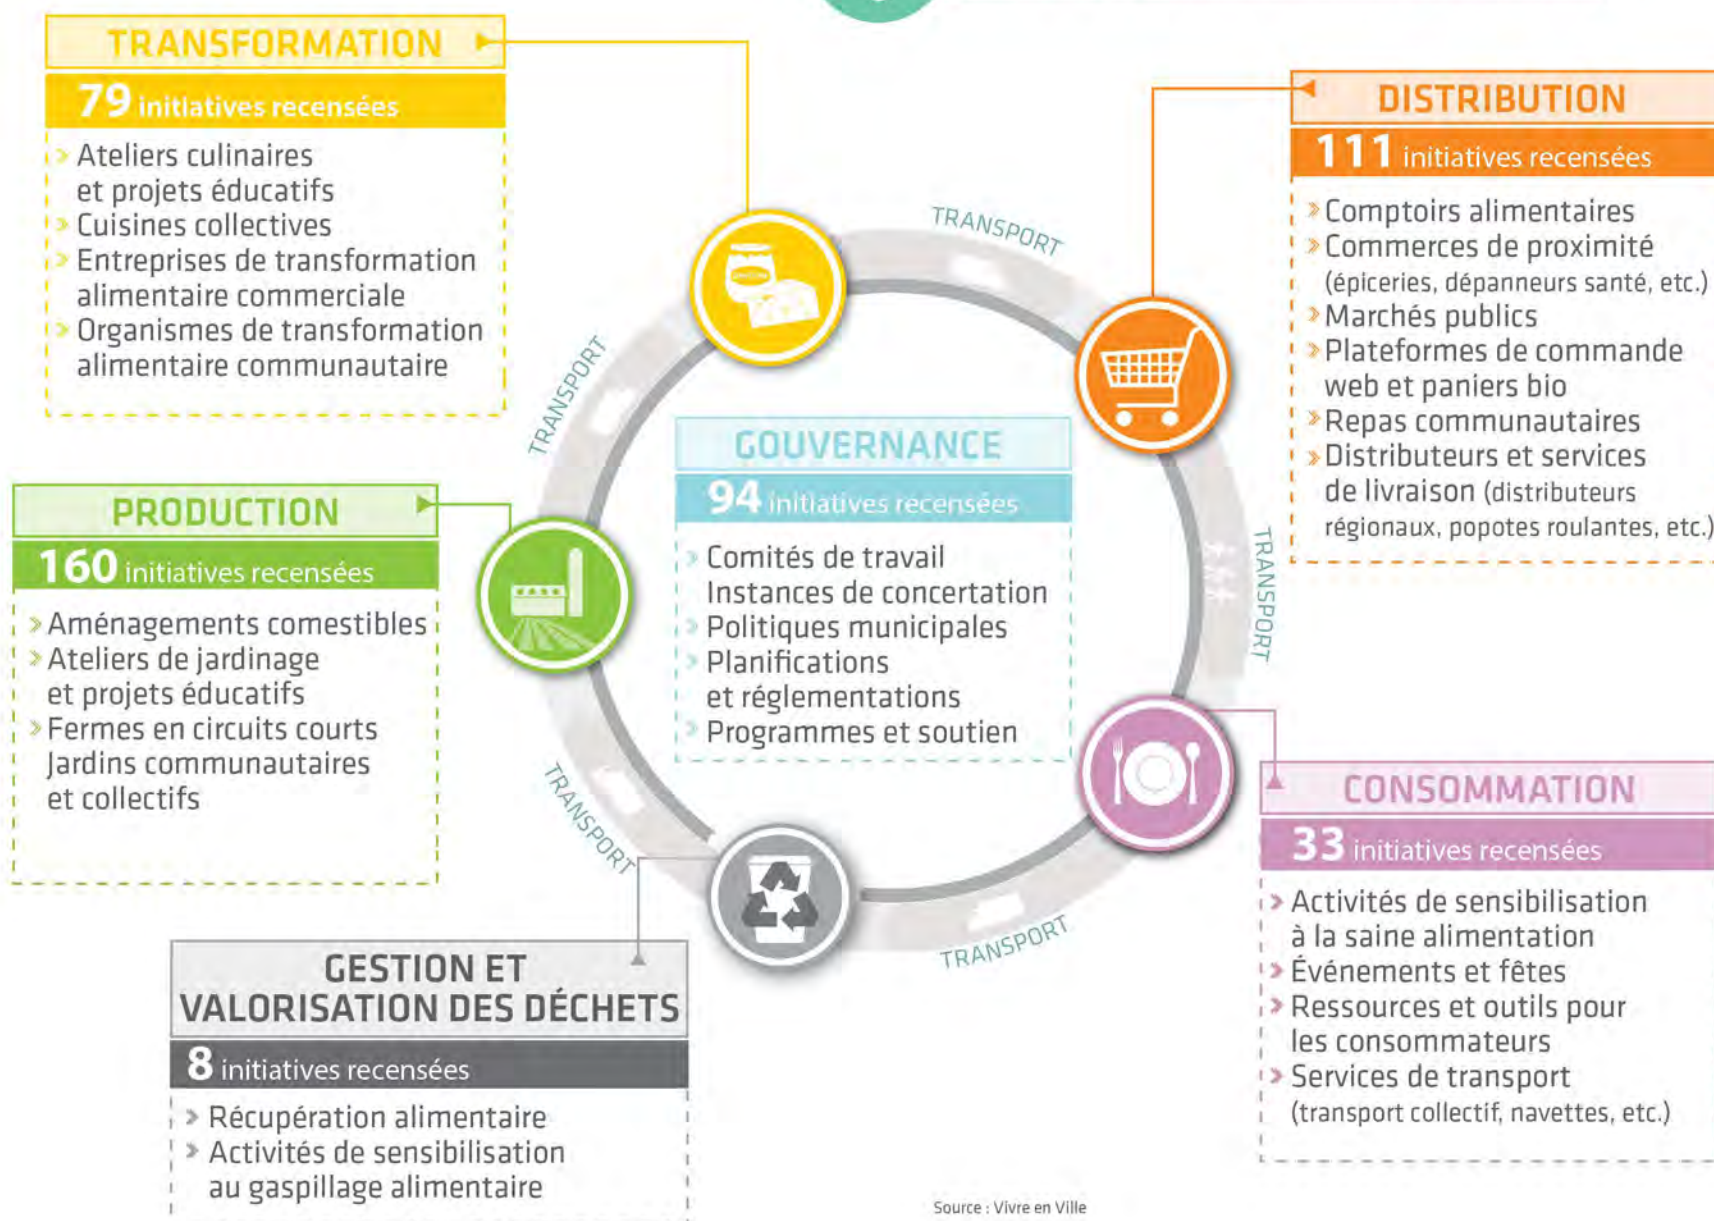 TRANSFORMATION
79 initiatives recensées
» Ateliers culinaires
et projets éducatifs
» Cuisines collectives
» Entreprises de transformation
alimentaire commerciale
» Organismes de transformation
alimentaire communautaire
DISTRIBUTION
111 initiatives recensées
» Comptoirs alimentaires
» Commerces de proximité
(épiceries, dépanneurs santé, etc.)
» Marchés publics
» Plateformes de commande
web et paniers bio
» Repas communautaires
» Distributeurs et services
de livraison (distributeurs
régionaux, popotes roulantes, etc.)
TRANSPORT
TRANSPORT
TRANSPORT
TRANSPORT
TRANSPORT
GOUVERNANCE
94 initiatives recensées
» Comités de travail
Instances de concertation
» Politiques municipales
» Planifications
et réglementations
» Programmes et soutien
PRODUCTION
160 initiatives recensées
» Aménagements comestibles
» Ateliers de jardinage
et projets éducatifs
» Fermes en circuits courts
Jardins communautaires
et collectifs
CONSOMMATION
33 initiatives recensées
» Activités de sensibilisation
à la saine alimentation
» Événements et fêtes
» Ressources et outils pour
les consommateurs
» Services de transport
(transport collectif, navettes, etc.)
GESTION ET
VALORISATION DES DÉCHETS
8 initiatives recensées
» Récupération alimentaire
» Activités de sensibilisation
au gaspillage alimentaire
Source : Vivre en Ville